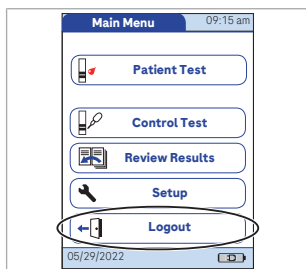 Main Menu
09:15 am
Patient Test
Control Test
Review Results
Setup
Logout
05/29/2022